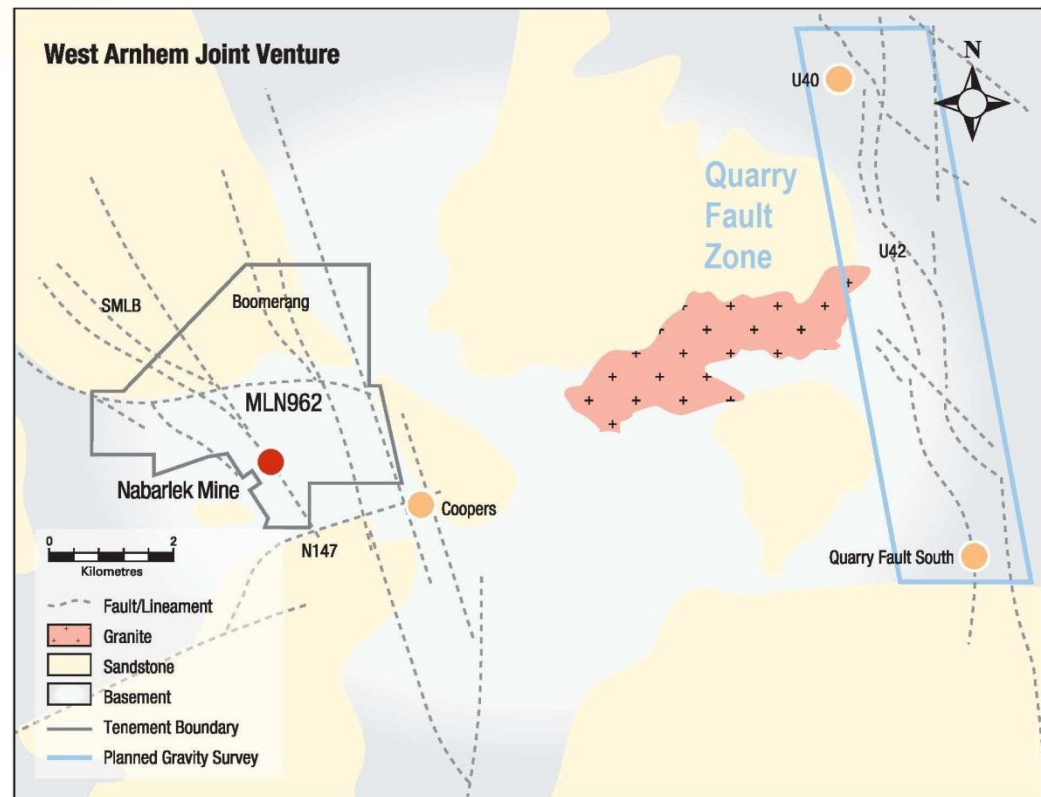 West Arnhem Joint Venture
N
U40
Quarry
Fault
Zone
U42
SMLB
Boomerang
MLN962
Nabarlek Mine
Coopers
N147
Quarry Fault South
0 2
Kilometres
Fault/Lineament
Granite
Sandstone
Basement
Tenement Boundary
Planned Gravity Survey